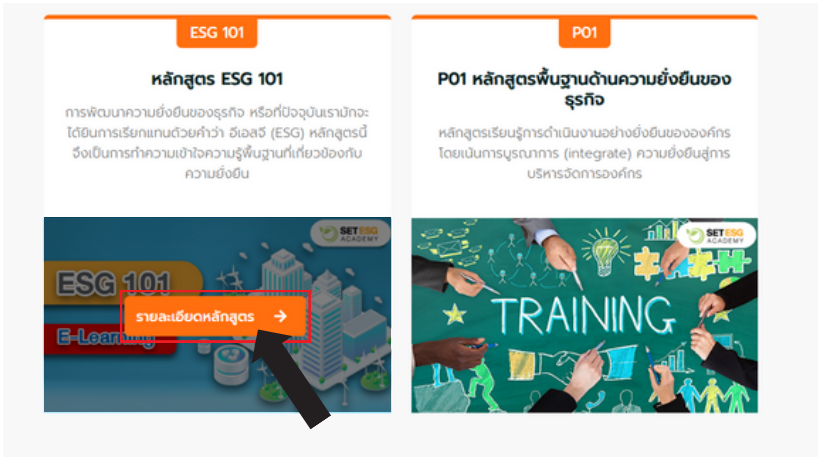 ESG 101
หลักสูตร ESG 101
การพัฒนาความยั่งยืนของธุรกิจ หรือที่ปัจจุบันเรามักจะ
ได้ยินการเรียกแทนด้วยคำว่า อีเอสจี (ESG) หลักสูตรนี้
จึงเป็นการทำความเข้าใจความรู้พื้นฐานที่เกี่ยวข้องกับ
ความยั่งยืน
SETESG
ACADEMY
ESG 101
รายละเอียดหลักสูตร →
E-Learning
P01
P01 หลักสูตรพื้นฐานด้านความยั่งยืนของ
ธุรกิจ
หลักสูตรเรียนรู้การดำเนินงานอย่างยั่งยืนขององค์กร
โดยเน้นการบูรณาการ (integrate) ความยั่งยืนสู่การ
บริหารจัดการองค์กร
SETESG
ACADEMY
TRAINING